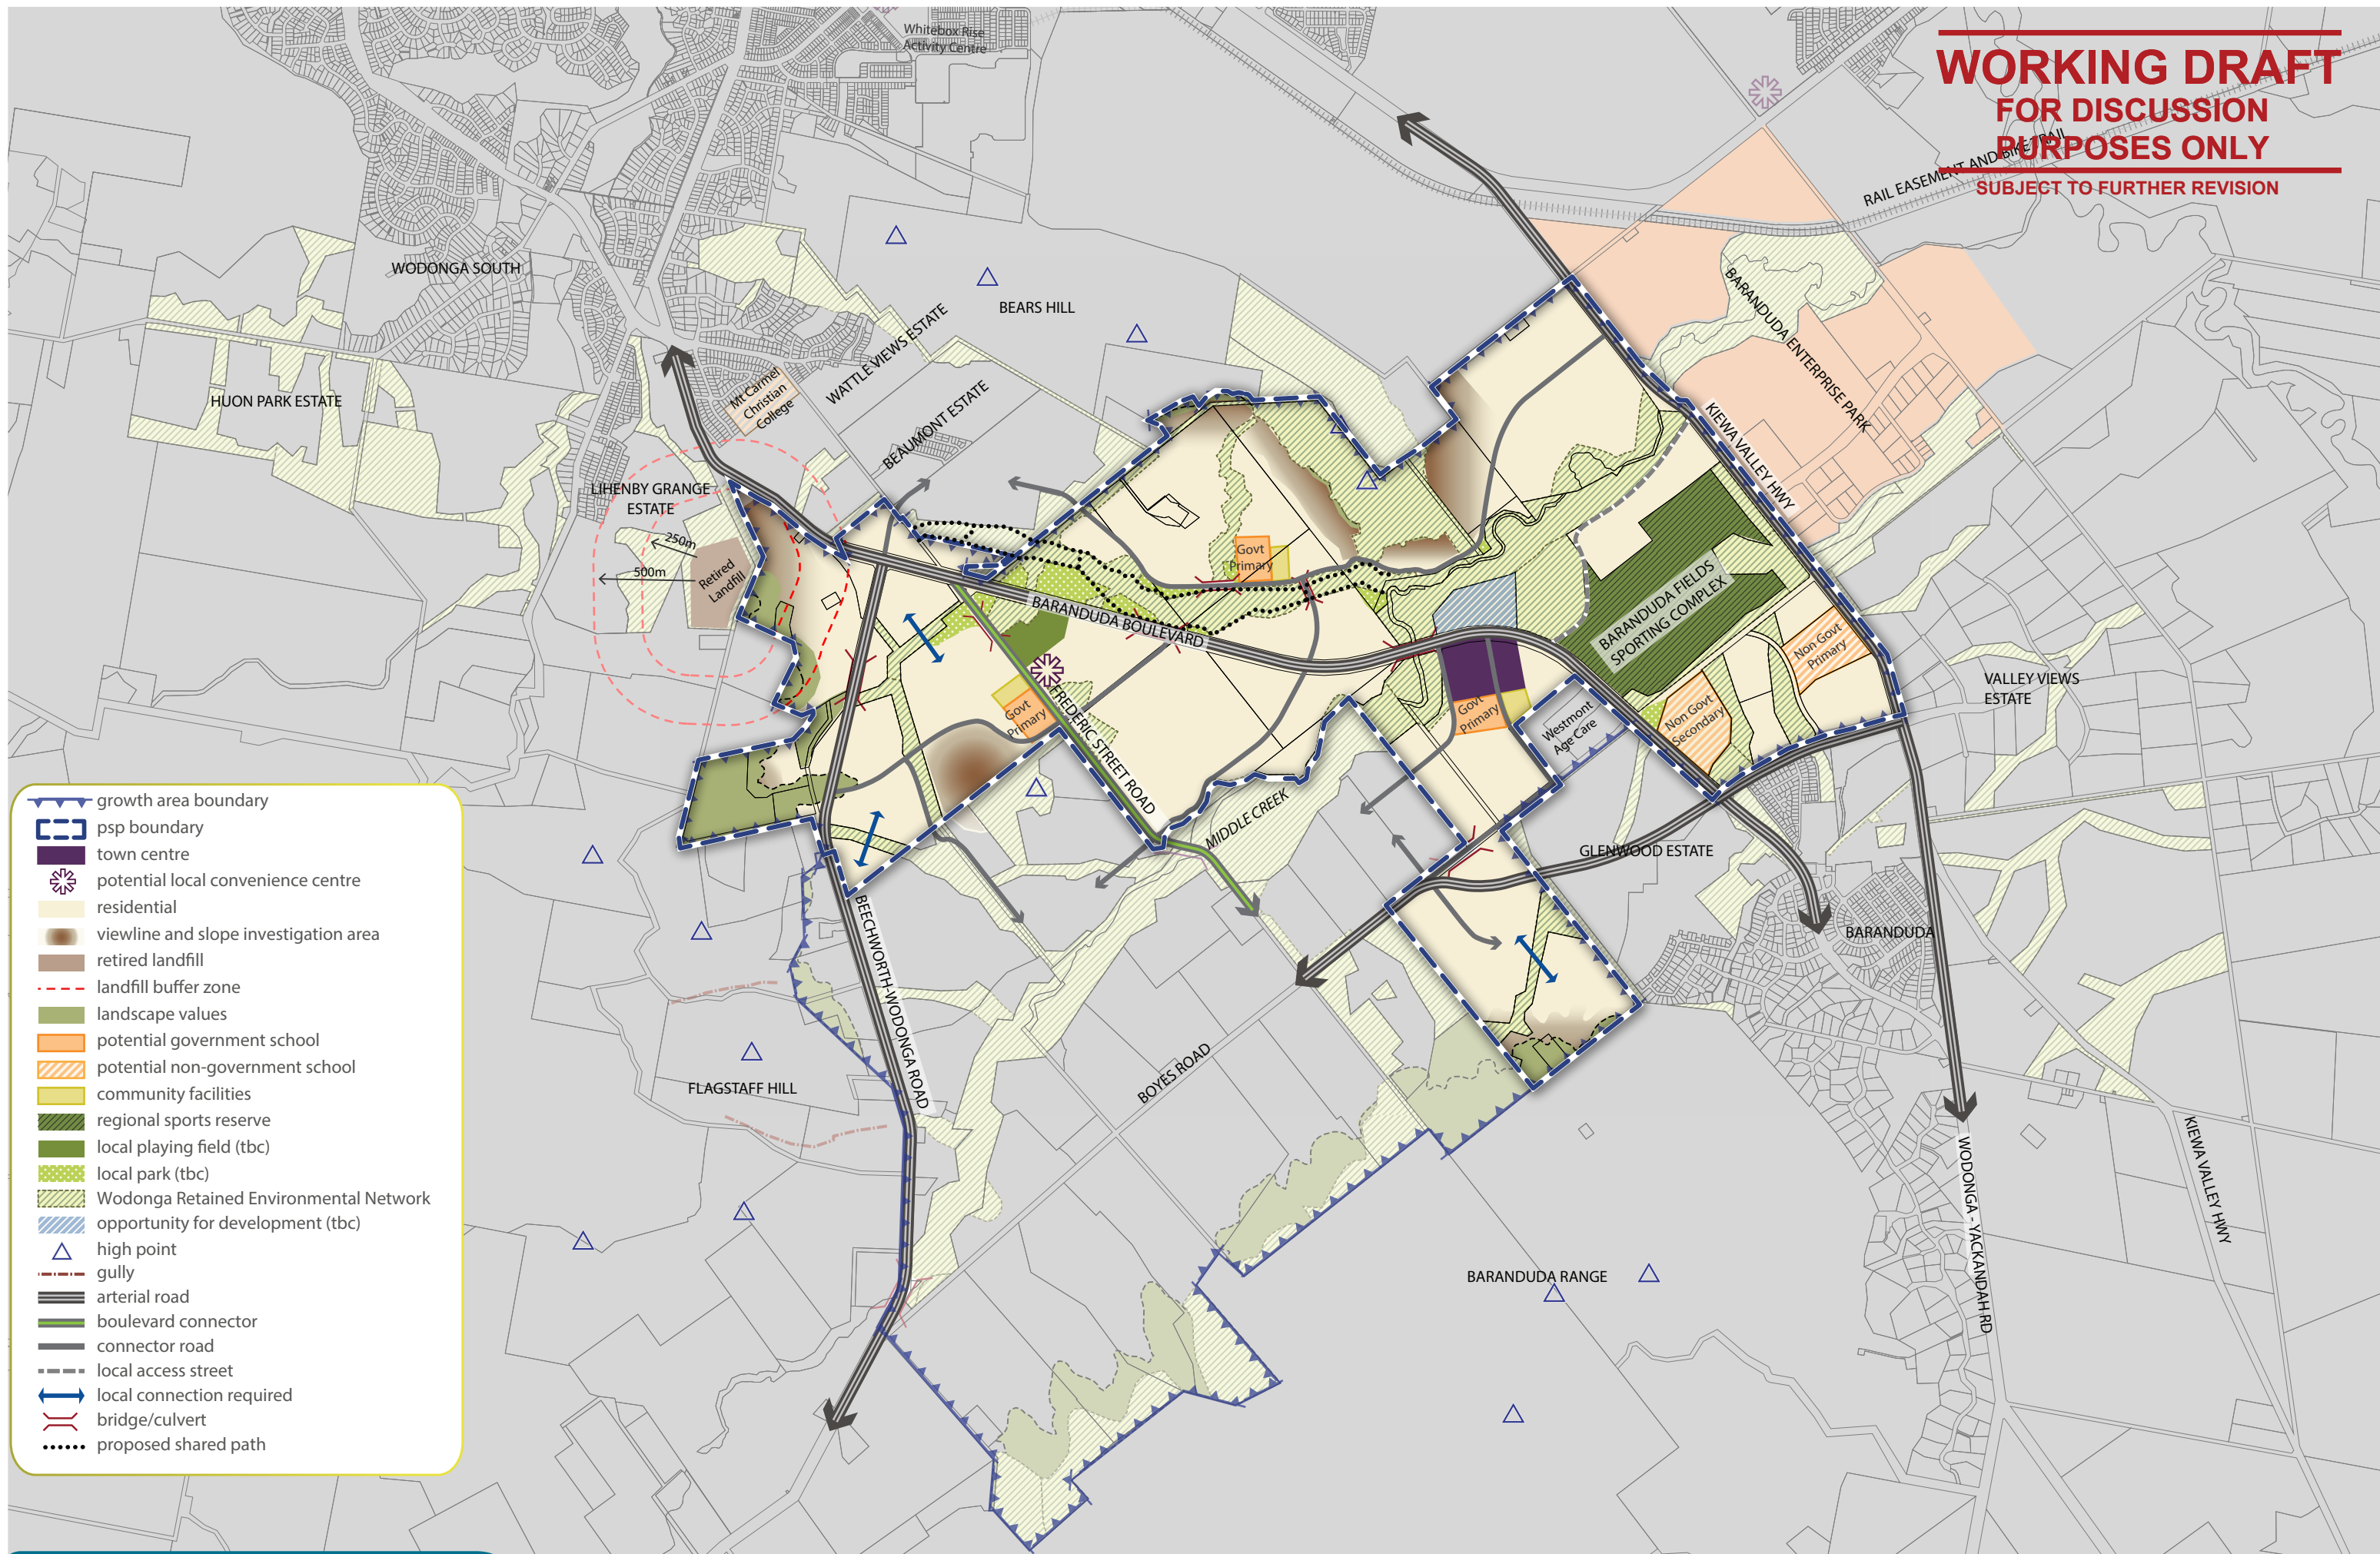 Whitebox Rise
Activity Centre
WORKING DRAFT
FOR DISCUSSION
PURPOSES ONLY
SUBJECT TO FURTHER REVISION
RAIL EASEMENT AND BIKE TRAIL
WODONGA SOUTH
BEARS HILL
BARANDUDA ENTERPRISE PARK
WATTLE VIEWS ESTATE
HUON PARK ESTATE
Mt Carmel
Christian
College
BEAUMONT ESTATE
KIEWA VALLEY HWY
LIHENBY GRANGE
ESTATE
250m
500m
Retired
Landfill
Govt
Primary
BARANDUDA BOULEVARD
BARANDUDA FIELDS
SPORTING COMPLEX
Non Govt
Primary
VALLEY VIEWS
ESTATE
Govt
Primary
FREDERIC STREET ROAD
Govt
Primary
Westmont
Age Care
Non Govt
Secondary
MIDDLE CREEK
GLENWOOD ESTATE
BEECHWORTH-WODONGA ROAD
BARANDUDA
FLAGSTAFF HILL
BOYES ROAD
BARANDUDA RANGE
WODONGA - YACKANDAH RD
KIEWA VALLEY HWY
growth area boundary
psp boundary
town centre
potential local convenience centre
residential
viewline and slope investigation area
retired landfill
landfill buffer zone
landscape values
potential government school
potential non-government school
community facilities
regional sports reserve
local playing field (tbc)
local park (tbc)
Wodonga Retained Environmental Network
opportunity for development (tbc)
high point
gully
arterial road
boulevard connector
connector road
local access street
local connection required
bridge/culvert
proposed shared path